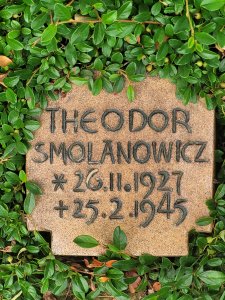 THEODOR
SMOLANOWICZ
* 26.11.1927
+ 25.2.1945